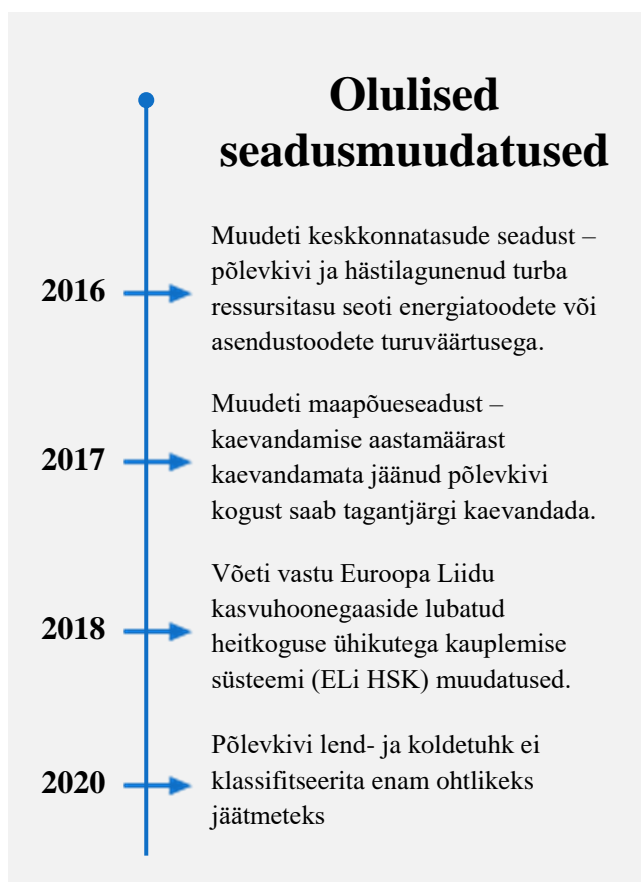 Olulised
seadusmuudatused
2016
Muudeti keskkonnatasude seadust –
põlevkivi ja hästilagunenud turba
ressursitasu seoti energiatoodete või
asendustoodete turuväärtusega.
2017
Muudeti maapõueseadust –
kaevandamise aastamäärast
kaevandamata jäänud põlevkivi
kogust saab tagantjärgi kaevandada.
2018
Võeti vastu Euroopa Liidu
kasvuhoonegaaside lubatud
heitkoguse ühikutega kauplemise
süsteemi (ELi HSK) muudatused.
2020
Põlevkivi lend- ja koldetuhk ei
klassifitseerita enam ohtlikeks
jäätmeteks